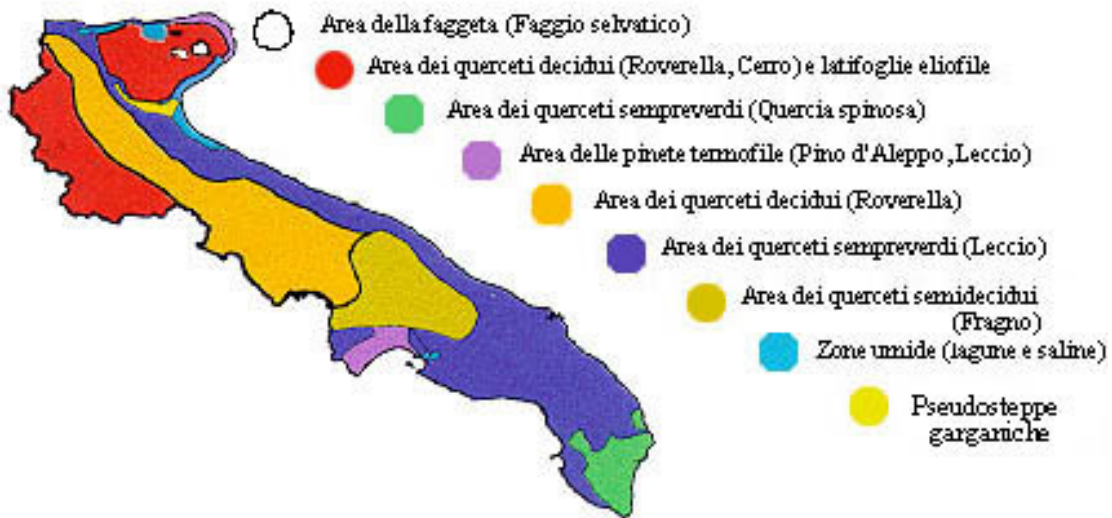 Area della faggeta (Faggio selvatico)
Area dei querceti decidui (Roverella, Cerro) e latifoglie eliofile
Area dei querceti sempreverdi (Quercia spinosa)
Area delle pinete termofile (Pino d'Aleppo, Leccio)
Area dei querceti decidui (Roverella)
Area dei querceti sempreverdi (Leccio)
Area dei querceti semidecidui
(Fragno)
Zone umide (lagune e saline)
Pseudosteppe
garganiche